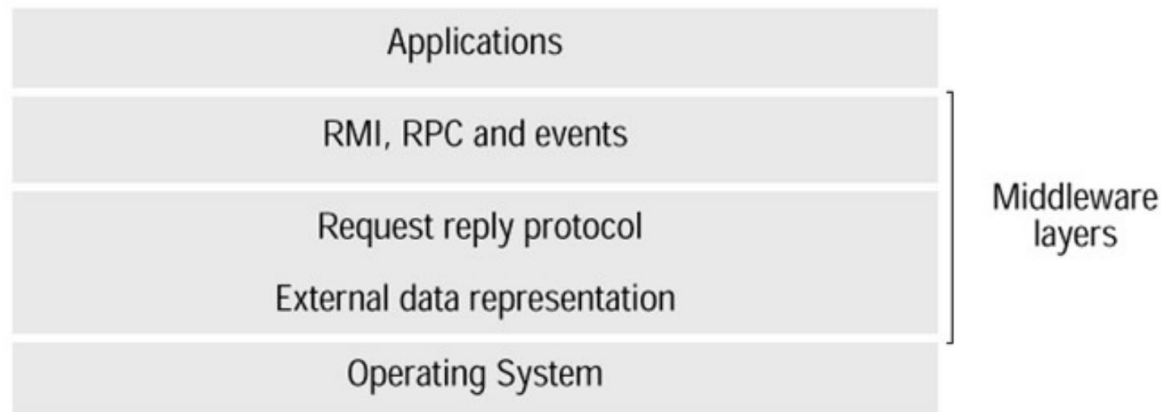 Applications
RMI, RPC and events
Middleware
layers
Request reply protocol
External data representation
Operating System